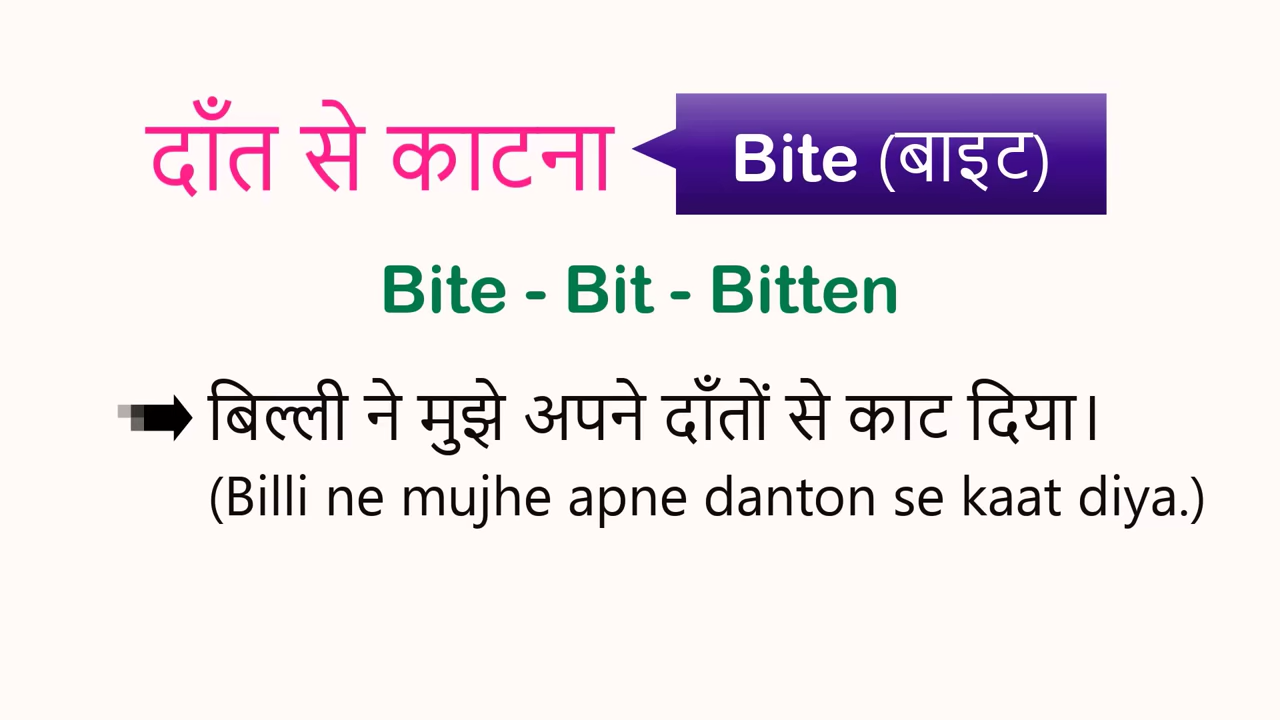 दाँत से काटना Bite (बाइट)
Bite - Bit - Bitten
बिल्ली ने मुझे अपने दाँतों से काट दिया।
(Billi ne mujhe apne danton se kaat diya.)